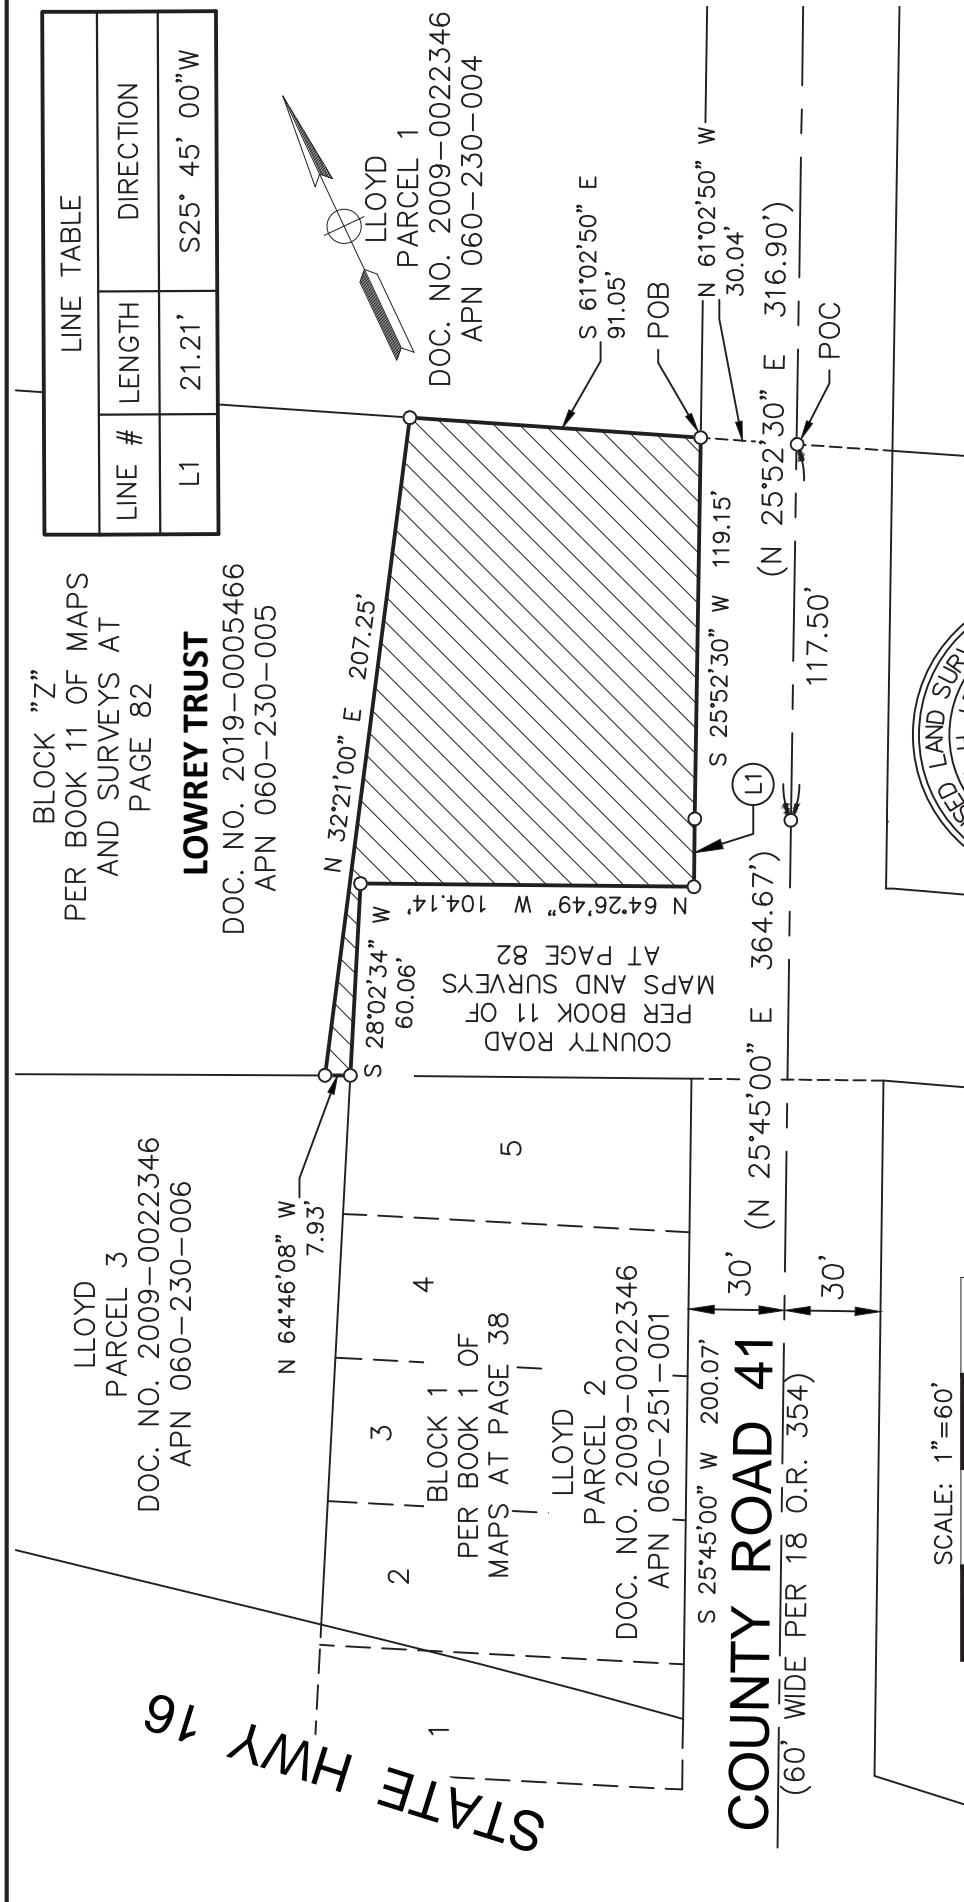 LINE TABLE
LINE # LENGTH DIRECTION
L1 21.21' S25° 45' 00"W
BLOCK "Z"
PER BOOK 11 OF MAPS
AND SURVEYS AT
PAGE 82
LOWREY TRUST
DOC. NO. 2019-0005466
APN 060-230-005
LLOYD
PARCEL 1
DOC. NO. 2009-0022346
APN 060-230-004
LLOYD
PARCEL 3
DOC. NO. 2009-0022346
APN 060-230-006
N 32°21'00" E 207.25'
S 61°02'50" E
91.05'
POB
N 61°02'50" W
30.04'
(N 25°52'30" E 316.90')
POC
S 25°52'30" W 119.15'
117.50'
L1
N 64°26'49" W 104.14'
S 28°02'34" W
60.06'
COUNTY ROAD
PER BOOK 11 OF
MAPS AND SURVEYS
AT PAGE 82
N 64°46'08" W
7.93'
(N 25°45'00" E 364.67')
1
2
3
4
5
BLOCK 1
PER BOOK 1 OF
MAPS AT PAGE 38
LLOYD
PARCEL 2
DOC. NO. 2009-0022346
APN 060-251-001
S 25°45'00" W 200.07'
30'
30'
STATE HWY 16
COUNTY ROAD 41
(60' WIDE PER 18 O.R. 354)
SCALE: 1"=60'
LAND